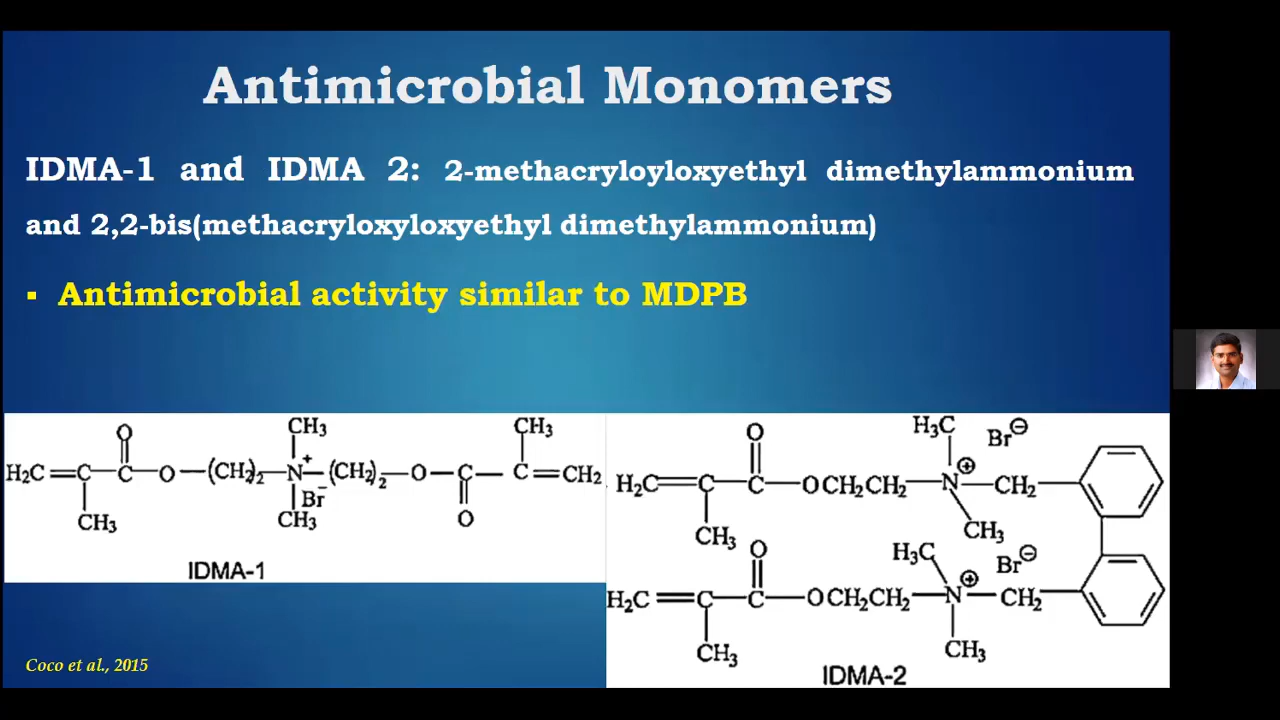 Antimicrobial Monomers
IDMA-1 and IDMA 2: 2-methacryloyloxyethyl dimethylammonium
and 2,2-bis(methacryloxyloxyethyl dimethylammonium)
▪ Antimicrobial activity similar to MDPB
O CH₃ CH₃
H₂C=C–C–O–(CH₂)₂–N⁺–(CH₂)₂–O–C–C=CH₂
Br⁻
CH₃ CH₃ O
IDMA-1
O H₃C Br⊖
H₂C=C–C–OCH₂CH₂–N⊕–CH₂
CH₃ CH₃
O H₃C Br⊖
H₂C=C–C–OCH₂CH₂–N⊕–CH₂
CH₃ CH₃
IDMA-2
Coco et al., 2015